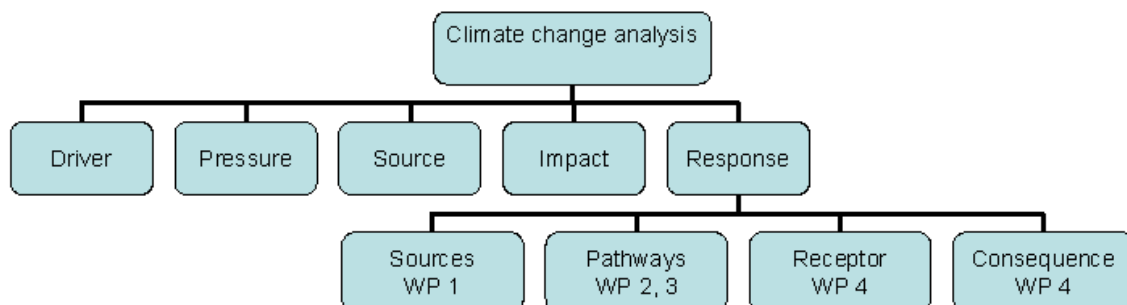 Climate change analysis
Driver
Pressure
Source
Impact
Response
Sources
WP 1
Pathways
WP 2, 3
Receptor
WP 4
Consequence
WP 4